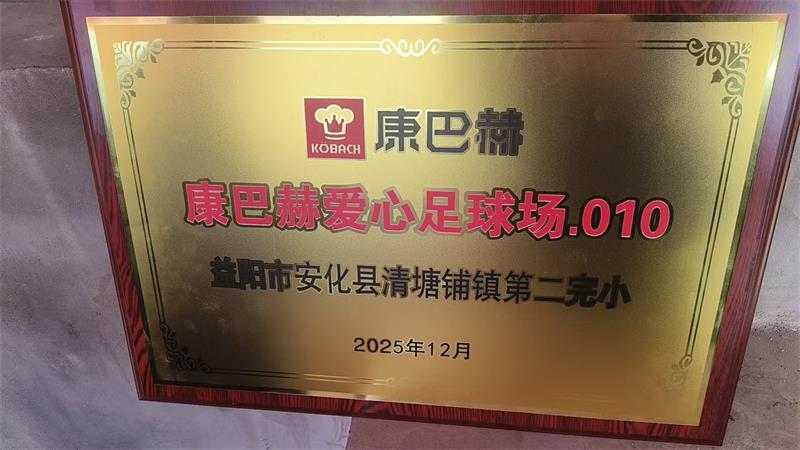 KÖBACH 康巴赫
康巴赫爱心足球场.010
益阳市安化县清塘铺镇第二完小
2025年12月